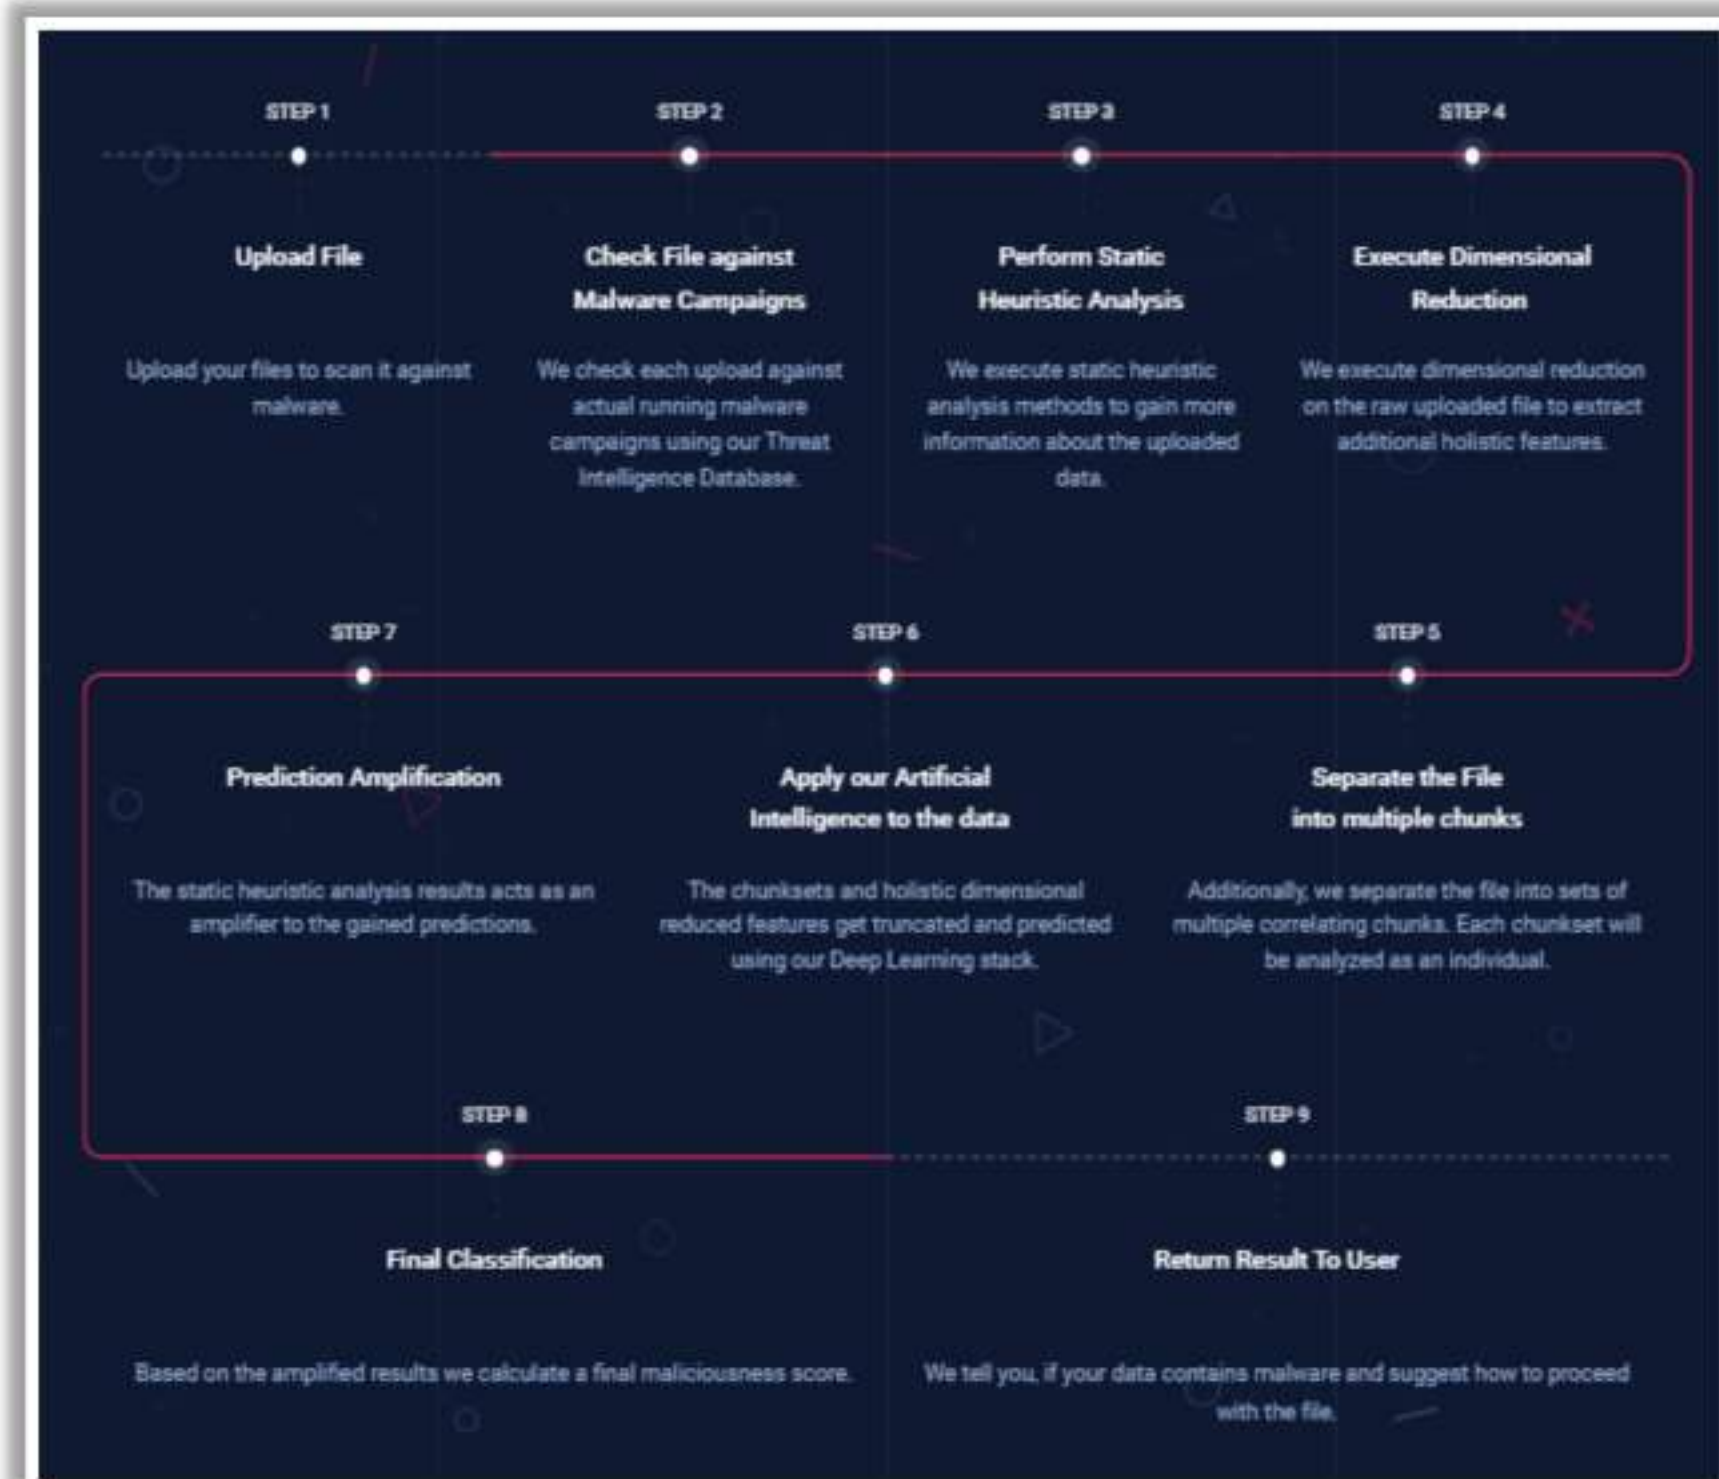 STEP 1
Upload File
Upload your files to scan it against
malware.
STEP 2
Check File against
Malware Campaigns
We check each upload against
actual running malware
campaigns using our Threat
Intelligence Database.
STEP 3
Perform Static
Heuristic Analysis
We execute static heuristic
analysis methods to gain more
information about the uploaded
data.
STEP 4
Execute Dimensional
Reduction
We execute dimensional reduction
on the raw uploaded file to extract
additional holistic features.
STEP 5
Separate the File
into multiple chunks
Additionally, we separate the file into sets of
multiple correlating chunks. Each chunkset will
be analyzed as an individual.
STEP 6
Apply our Artificial
Intelligence to the data
The chunksets and holistic dimensional
reduced features get truncated and predicted
using our Deep Learning stack.
STEP 7
Prediction Amplification
The static heuristic analysis results acts as an
amplifier to the gained predictions.
STEP 8
Final Classification
Based on the amplified results we calculate a final maliciousness score.
STEP 9
Return Result To User
We tell you, if your data contains malware and suggest how to proceed
with the file.